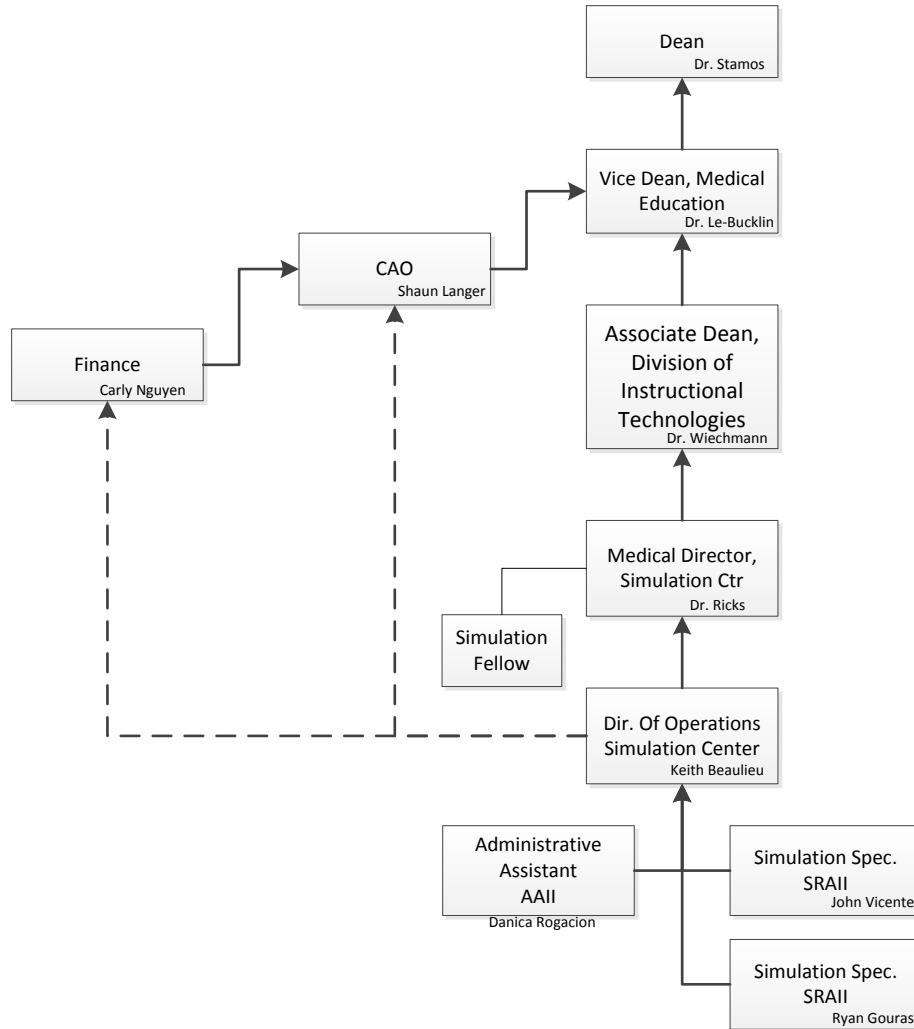 Dean
Dr. Stamos
Vice Dean, Medical
Education
Dr. Le-Bucklin
CAO
Shaun Langer
Finance
Carly Nguyen
Associate Dean,
Division of
Instructional
Technologies
Dr. Wiechmann
Medical Director,
Simulation Ctr
Dr. Ricks
Simulation
Fellow
Dir. Of Operations
Simulation Center
Keith Beaulieu
Administrative
Assistant
AAII
Danica Rogacion
Simulation Spec.
SRAII
John Vicente
Simulation Spec.
SRAII
Ryan Gouras